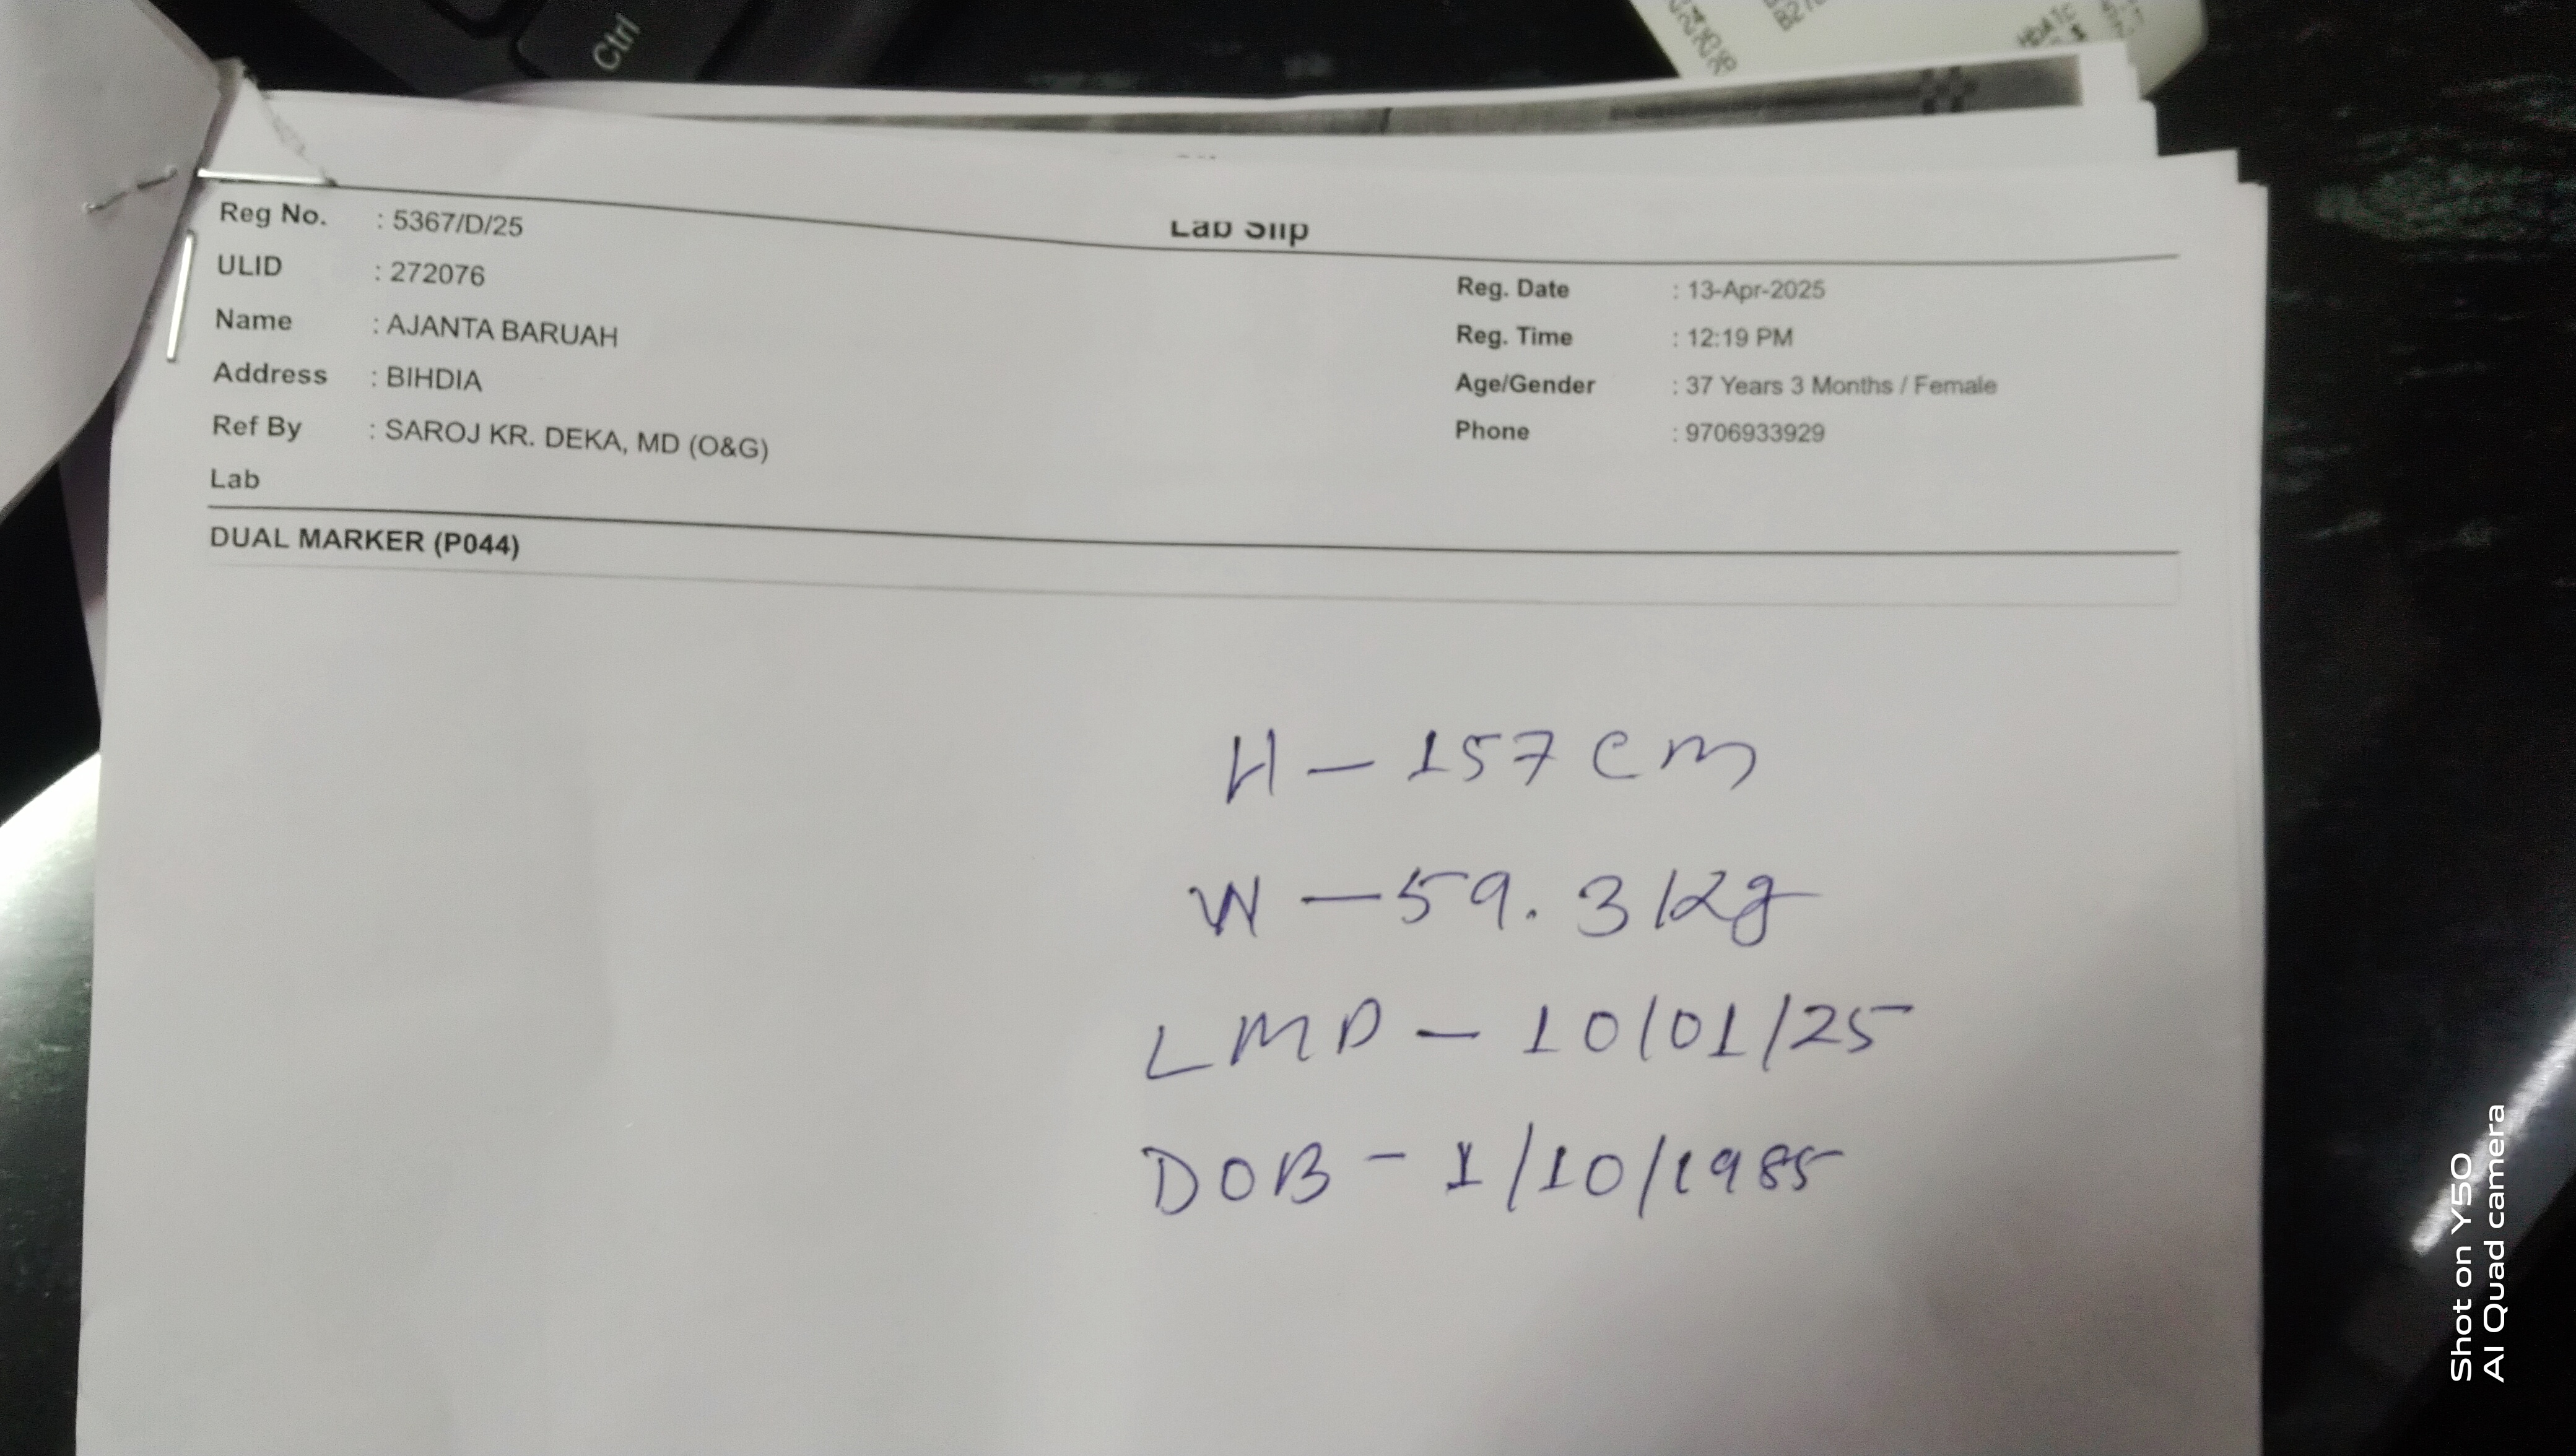 Ctrl
Lab Slip
Reg No. : 5367/D/25
ULID : 272076
Name : AJANTA BARUAH
Address : BIHDIA
Ref By : SAROJ KR. DEKA, MD (O&G)
Lab
Reg. Date : 13-Apr-2025
Reg. Time : 12:19 PM
Age/Gender : 37 Years 3 Months / Female
Phone : 9706933929
DUAL MARKER (P044)
H - 157 cm
W - 59.3 Kg
LMD - 10/01/25
DOB - 1/10/1985
Shot on Y50
AI Quad camera